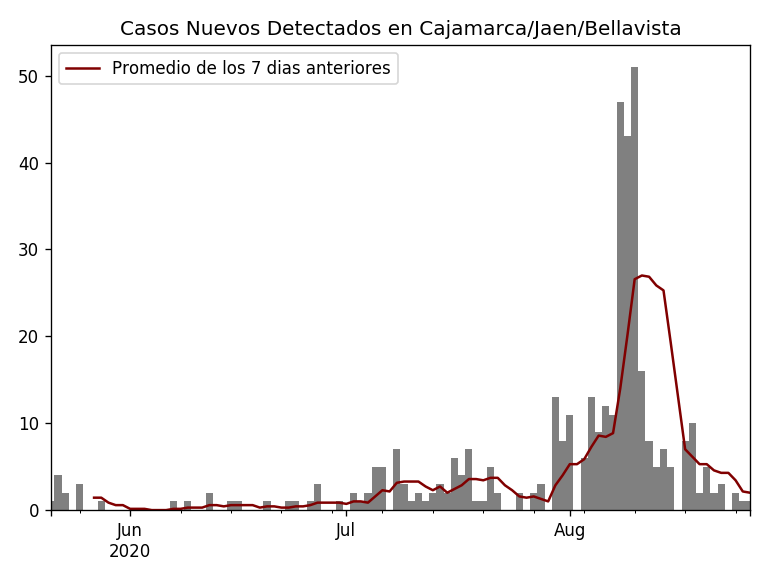 Casos Nuevos Detectados en Cajamarca/Jaen/Bellavista
Promedio de los 7 dias anteriores
50
40
30
20
10
0
Jun
2020
Jul
Aug